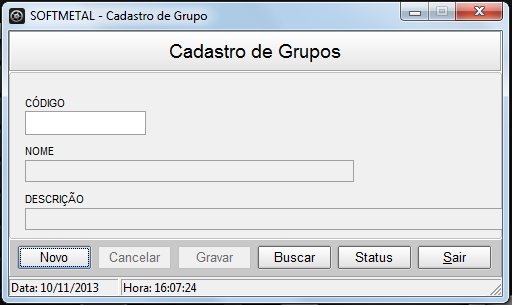 SOFTMETAL - Cadastro de Grupo
Cadastro de Grupos
CÓDIGO
NOME
DESCRIÇÃO
Novo Cancelar Gravar Buscar Status Sair
Data: 10/11/2013 Hora: 16:07:24